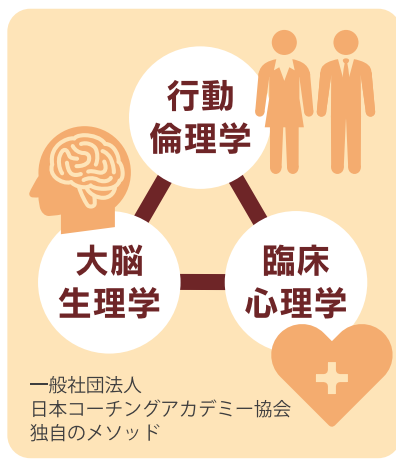 行動
倫理学
大脳
生理学
臨床
心理学
一般社団法人
日本コーチングアカデミー協会
独自のメソッド